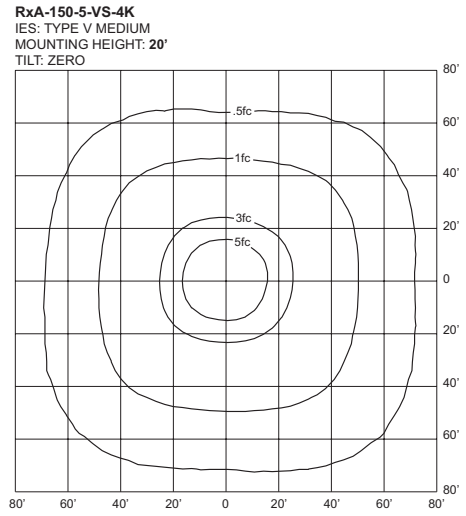 RxA-150-5-VS-4K
IES: TYPE V MEDIUM
MOUNTING HEIGHT: 20'
TILT: ZERO
80'
.5fc
60'
1fc
40'
3fc
20'
5fc
0
20'
40'
60'
80'
80' 60' 40' 20' 0 20' 40' 60' 80'